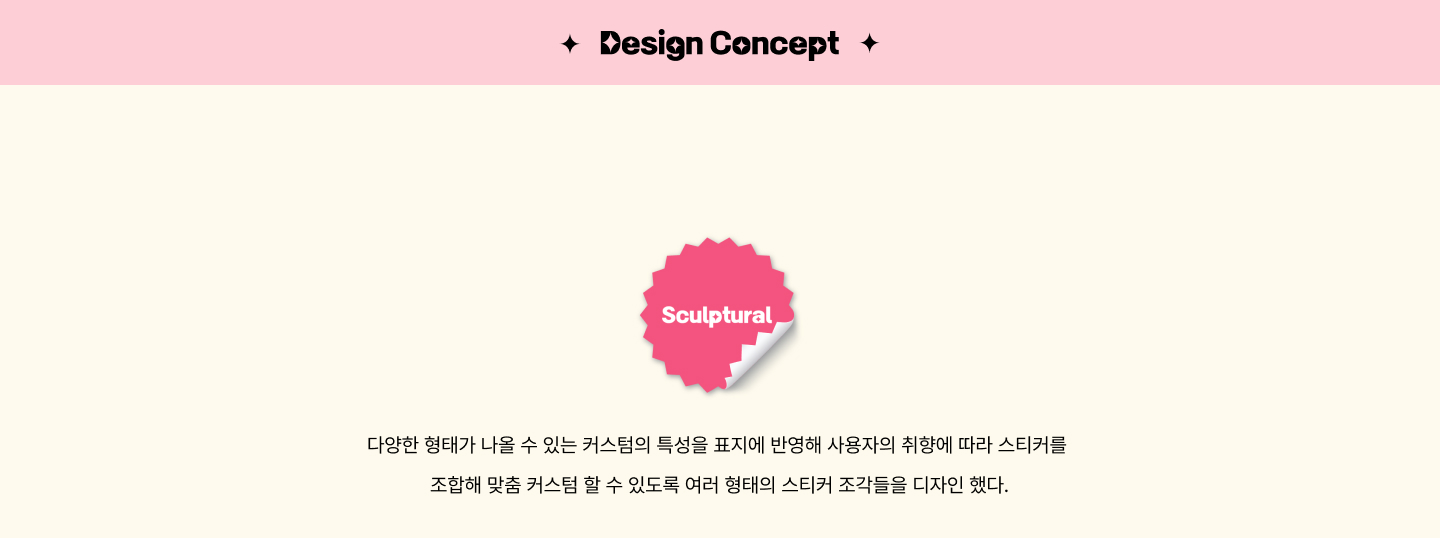 Design Concept
Sculptural
다양한 형태가 나올 수 있는 커스텀의 특성을 표지에 반영해 사용자의 취향에 따라 스티커를
조합해 맞춤 커스텀 할 수 있도록 여러 형태의 스티커 조각들을 디자인 했다.